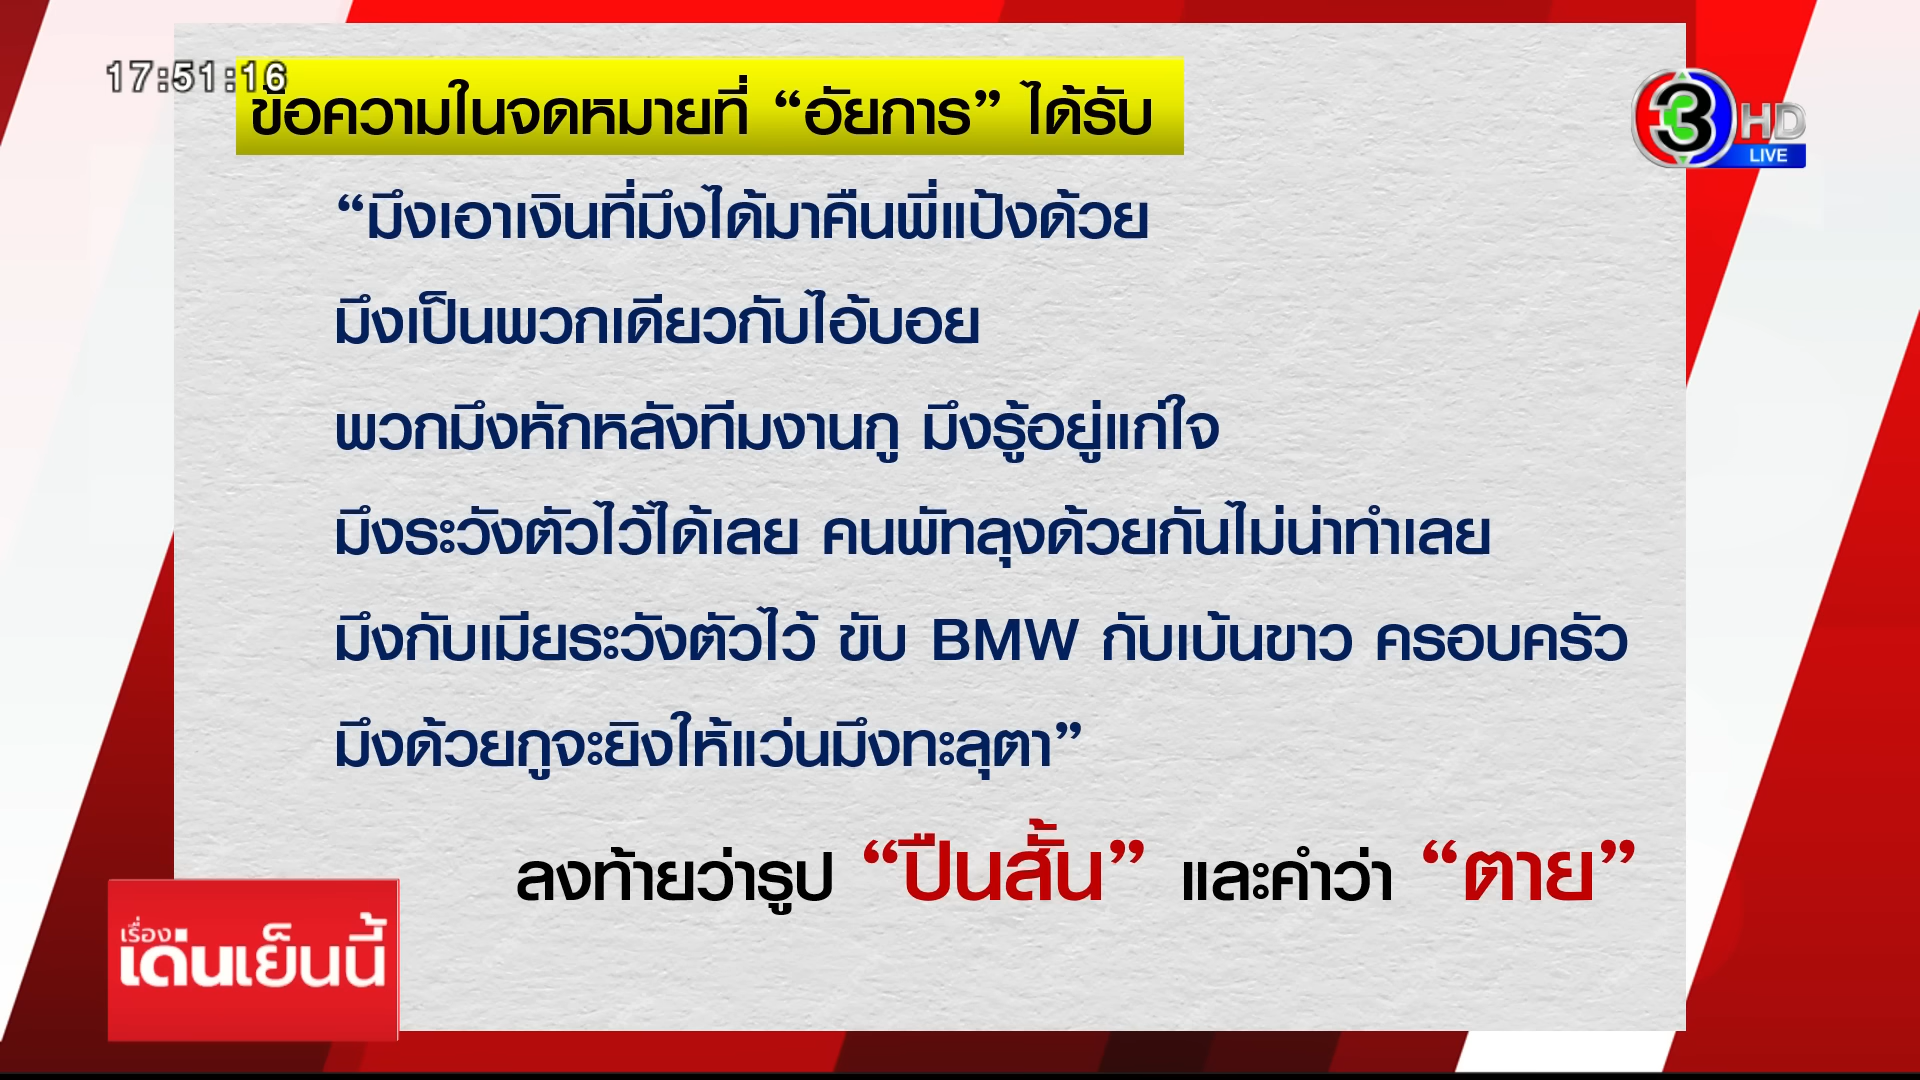 17:51:16
ข้อความในจดหมายที่ “อัยการ” ได้รับ
3 HD
LIVE
“มึงเอาเงินที่มึงได้มาคืนพี่แป้งด้วย
มึงเป็นพวกเดียวกับไอ้บอย
พวกมึงหักหลังทีมงานกู มึงรู้อยู่แก่ใจ
มึงระวังตัวไว้ได้เลย คนพัทลุงด้วยกันไม่น่าทำเลย
มึงกับเมียระวังตัวไว้ ขับ BMW กับเบ้นขาว ครอบครัว
มึงด้วยกูจะยิงให้แว่นมึงทะลุตา”
ลงท้ายว่ารูป “ปืนสั้น” และคำว่า “ตาย”
เรื่อง
เด่นเย็นนี้